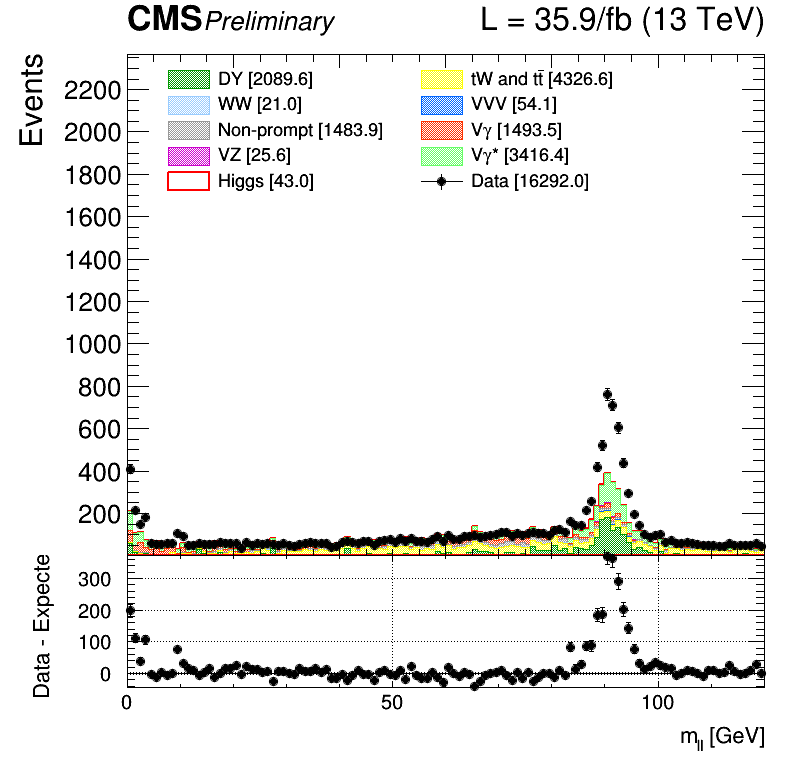 CMS Preliminary L = 35.9/fb (13 TeV)
Events
2200
2000
1800
1600
1400
1200
1000
800
600
400
200
DY [2089.6]
WW [21.0]
Non-prompt [1483.9]
VZ [25.6]
Higgs [43.0]
tW and tt̄ [4326.6]
VVV [54.1]
Vγ [1493.5]
Vγ* [3416.4]
Data [16292.0]
Data - Expecte
300
200
100
0
0 50 100
m_ll [GeV]